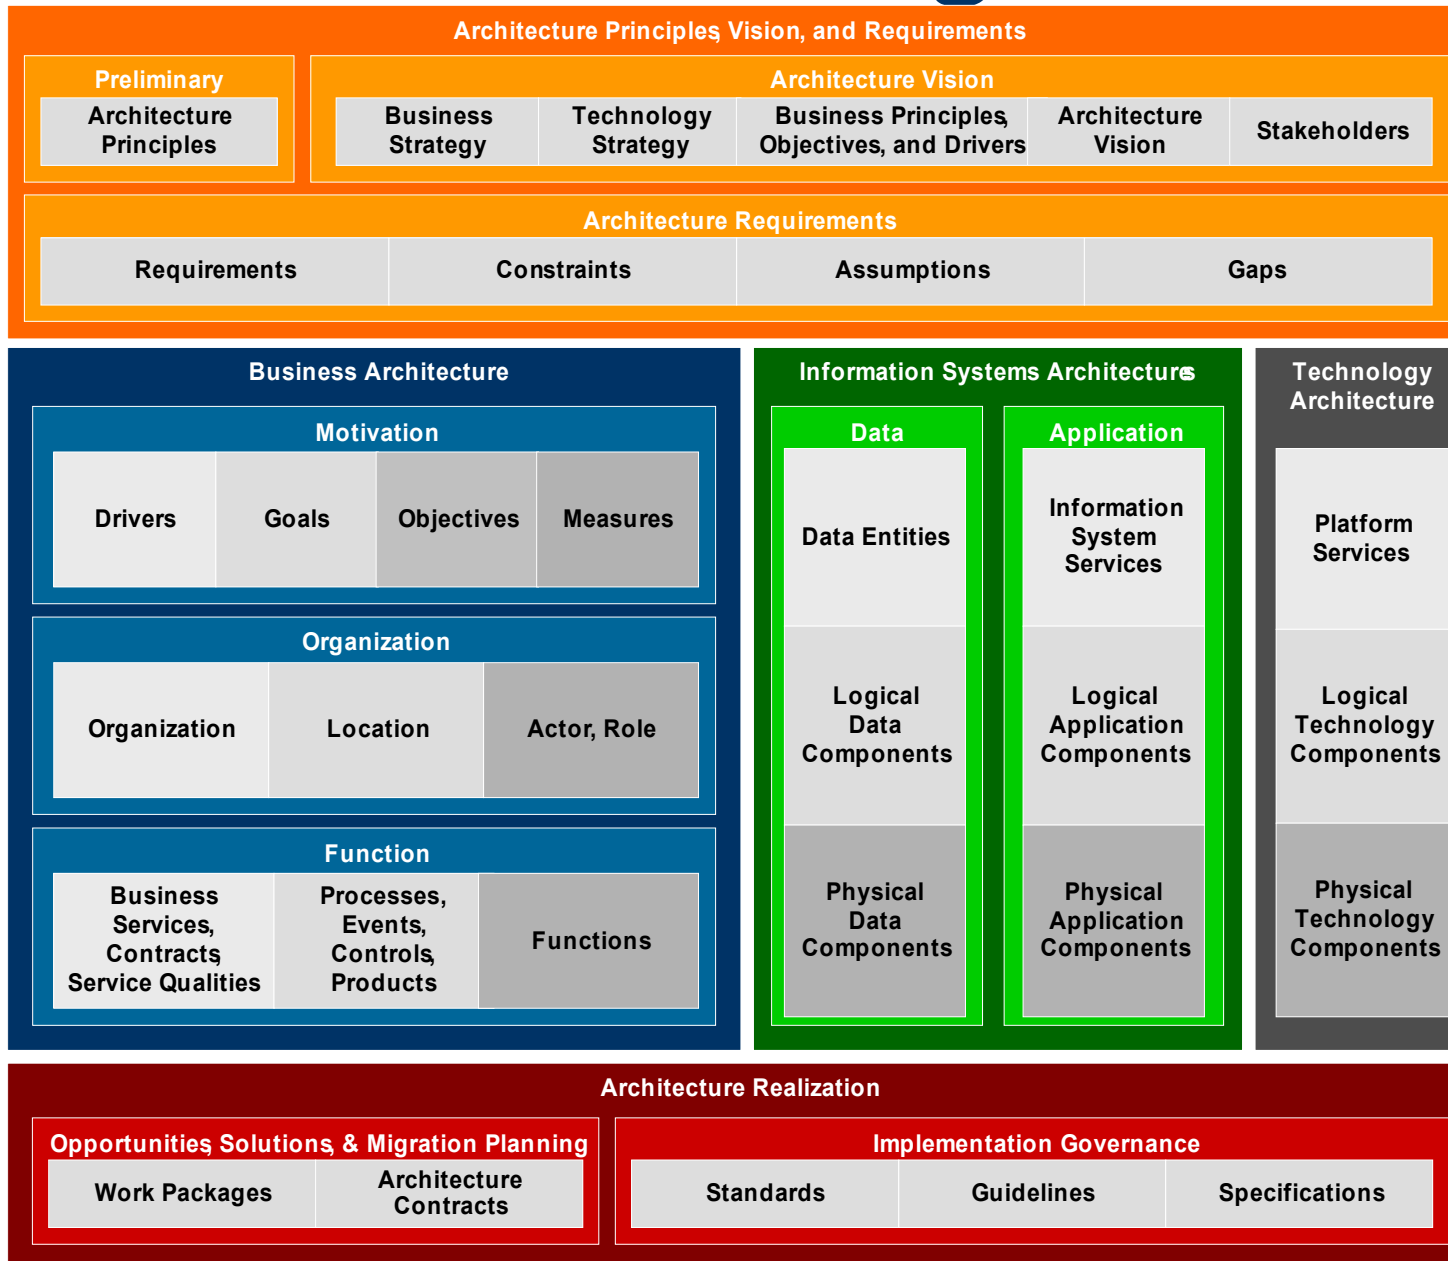 Architecture Principles, Vision, and Requirements
Preliminary
Architecture
Principles
Architecture Vision
Business
Strategy
Technology
Strategy
Business Principles,
Objectives, and Drivers
Architecture
Vision
Stakeholders
Architecture Requirements
Requirements
Constraints
Assumptions
Gaps
Business Architecture
Motivation
Drivers
Goals
Objectives
Measures
Organization
Organization
Location
Actor, Role
Function
Business
Services,
Contracts,
Service Qualities
Processes,
Events,
Controls,
Products
Functions
Information Systems Architectures
Data
Data Entities
Logical
Data
Components
Physical
Data
Components
Application
Information
System
Services
Logical
Application
Components
Physical
Application
Components
Technology
Architecture
Platform
Services
Logical
Technology
Components
Physical
Technology
Components
Architecture Realization
Opportunities, Solutions, & Migration Planning
Work Packages
Architecture
Contracts
Implementation Governance
Standards
Guidelines
Specifications